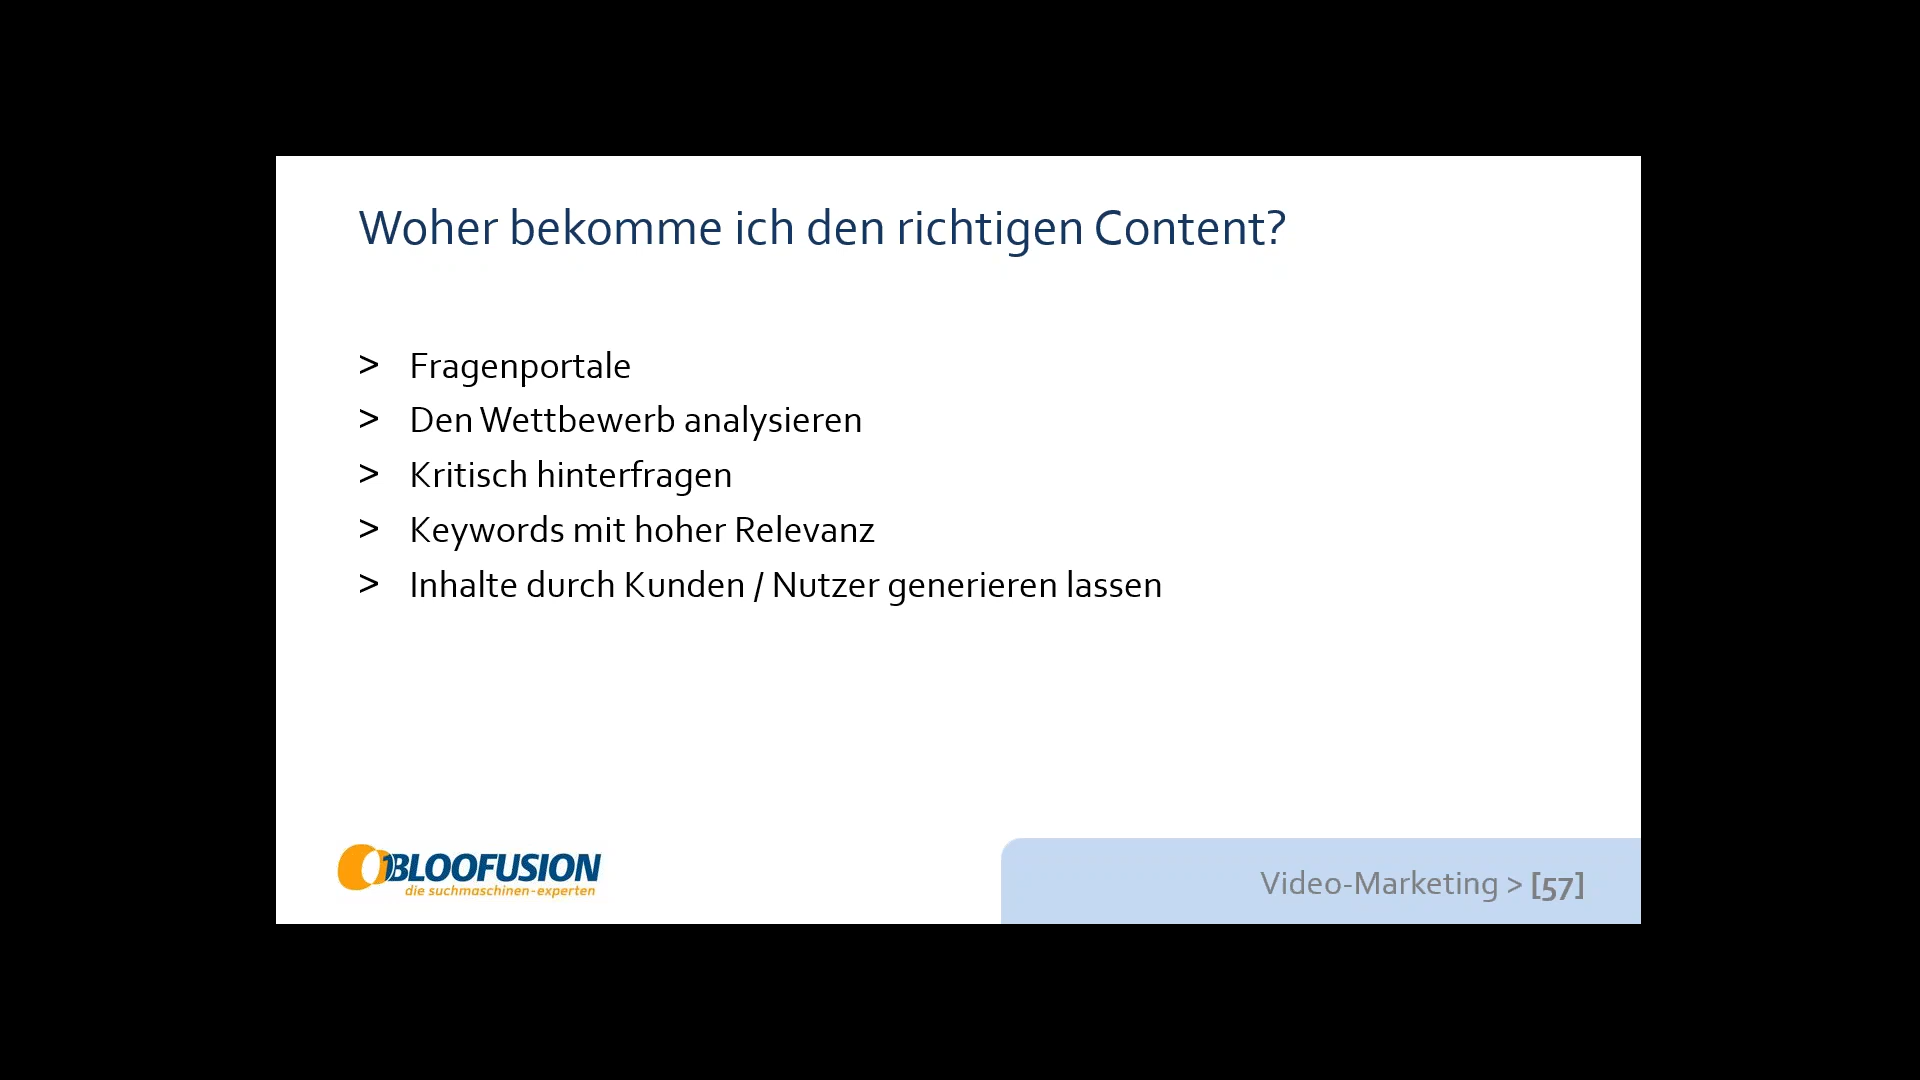 Woher bekomme ich den richtigen Content?
> Fragenportale
> Den Wettbewerb analysieren
> Kritisch hinterfragen
> Keywords mit hoher Relevanz
> Inhalte durch Kunden / Nutzer generieren lassen
BLOOFUSION
die suchmaschinen-experten
Video-Marketing > [57]